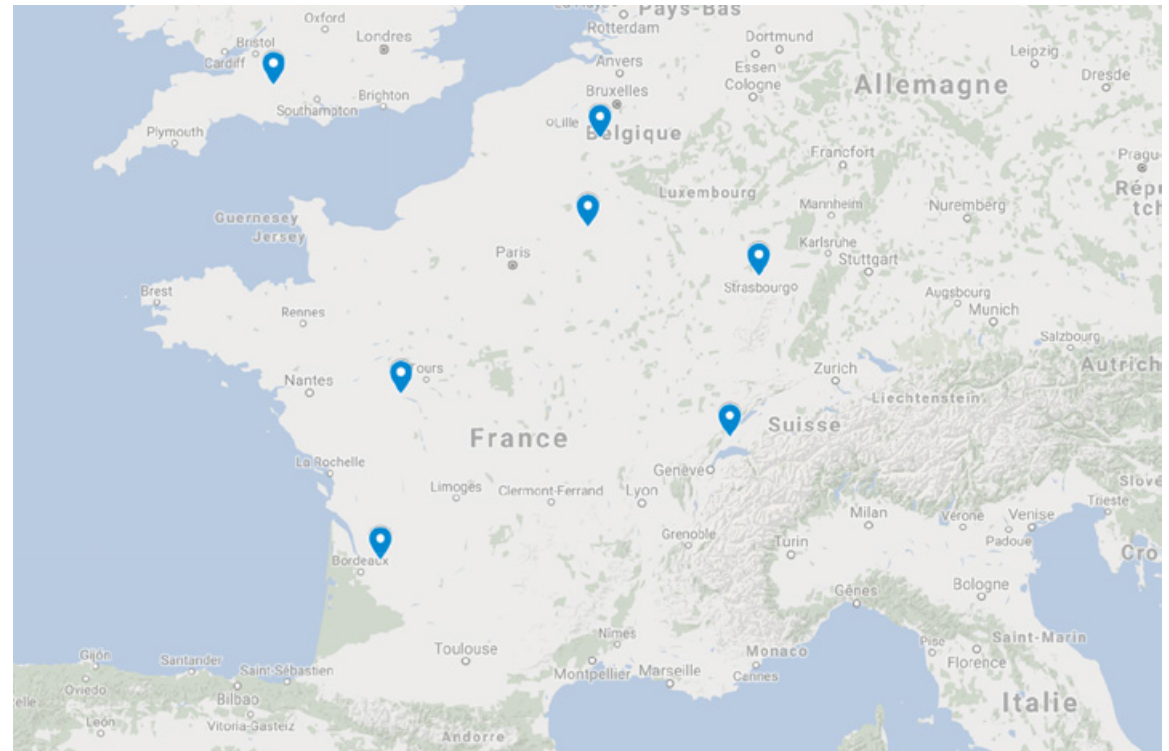 Pays-Bas
Oxford
Rotterdam
Bristol
Londres
Dortmund
Leipzig
Cardiff
Anvers
Essen
Cologne
Dresde
Allemagne
Bruxelles
Southampton
Brighton
Lille
Plymouth
Belgique
Francfort
Luxembourg
Mannheim
Nuremberg
Guernesey
Jersey
Karlsruhe
Paris
Stuttgart
Strasbourg
Brest
Augsbourg
Rennes
Munich
Salzbourg
Tours
Zurich
Autrich
Nantes
Liechtenstein
Suisse
France
La Rochelle
Genève
Limoges
Clermont-Ferrand
Lyon
Trieste
Milan
Vérone
Venise
Grenoble
Turin
Padoue
Cro
Bordeaux
Bologne
Gênes
Nîmes
Saint-Marin
Toulouse
Monaco
Gijón
Santander
Saint-Sébastien
Montpellier
Marseille
Cannes
Florence
Oviedo
Bilbao
Italie
León
Vitoria-Gasteiz
Andorre